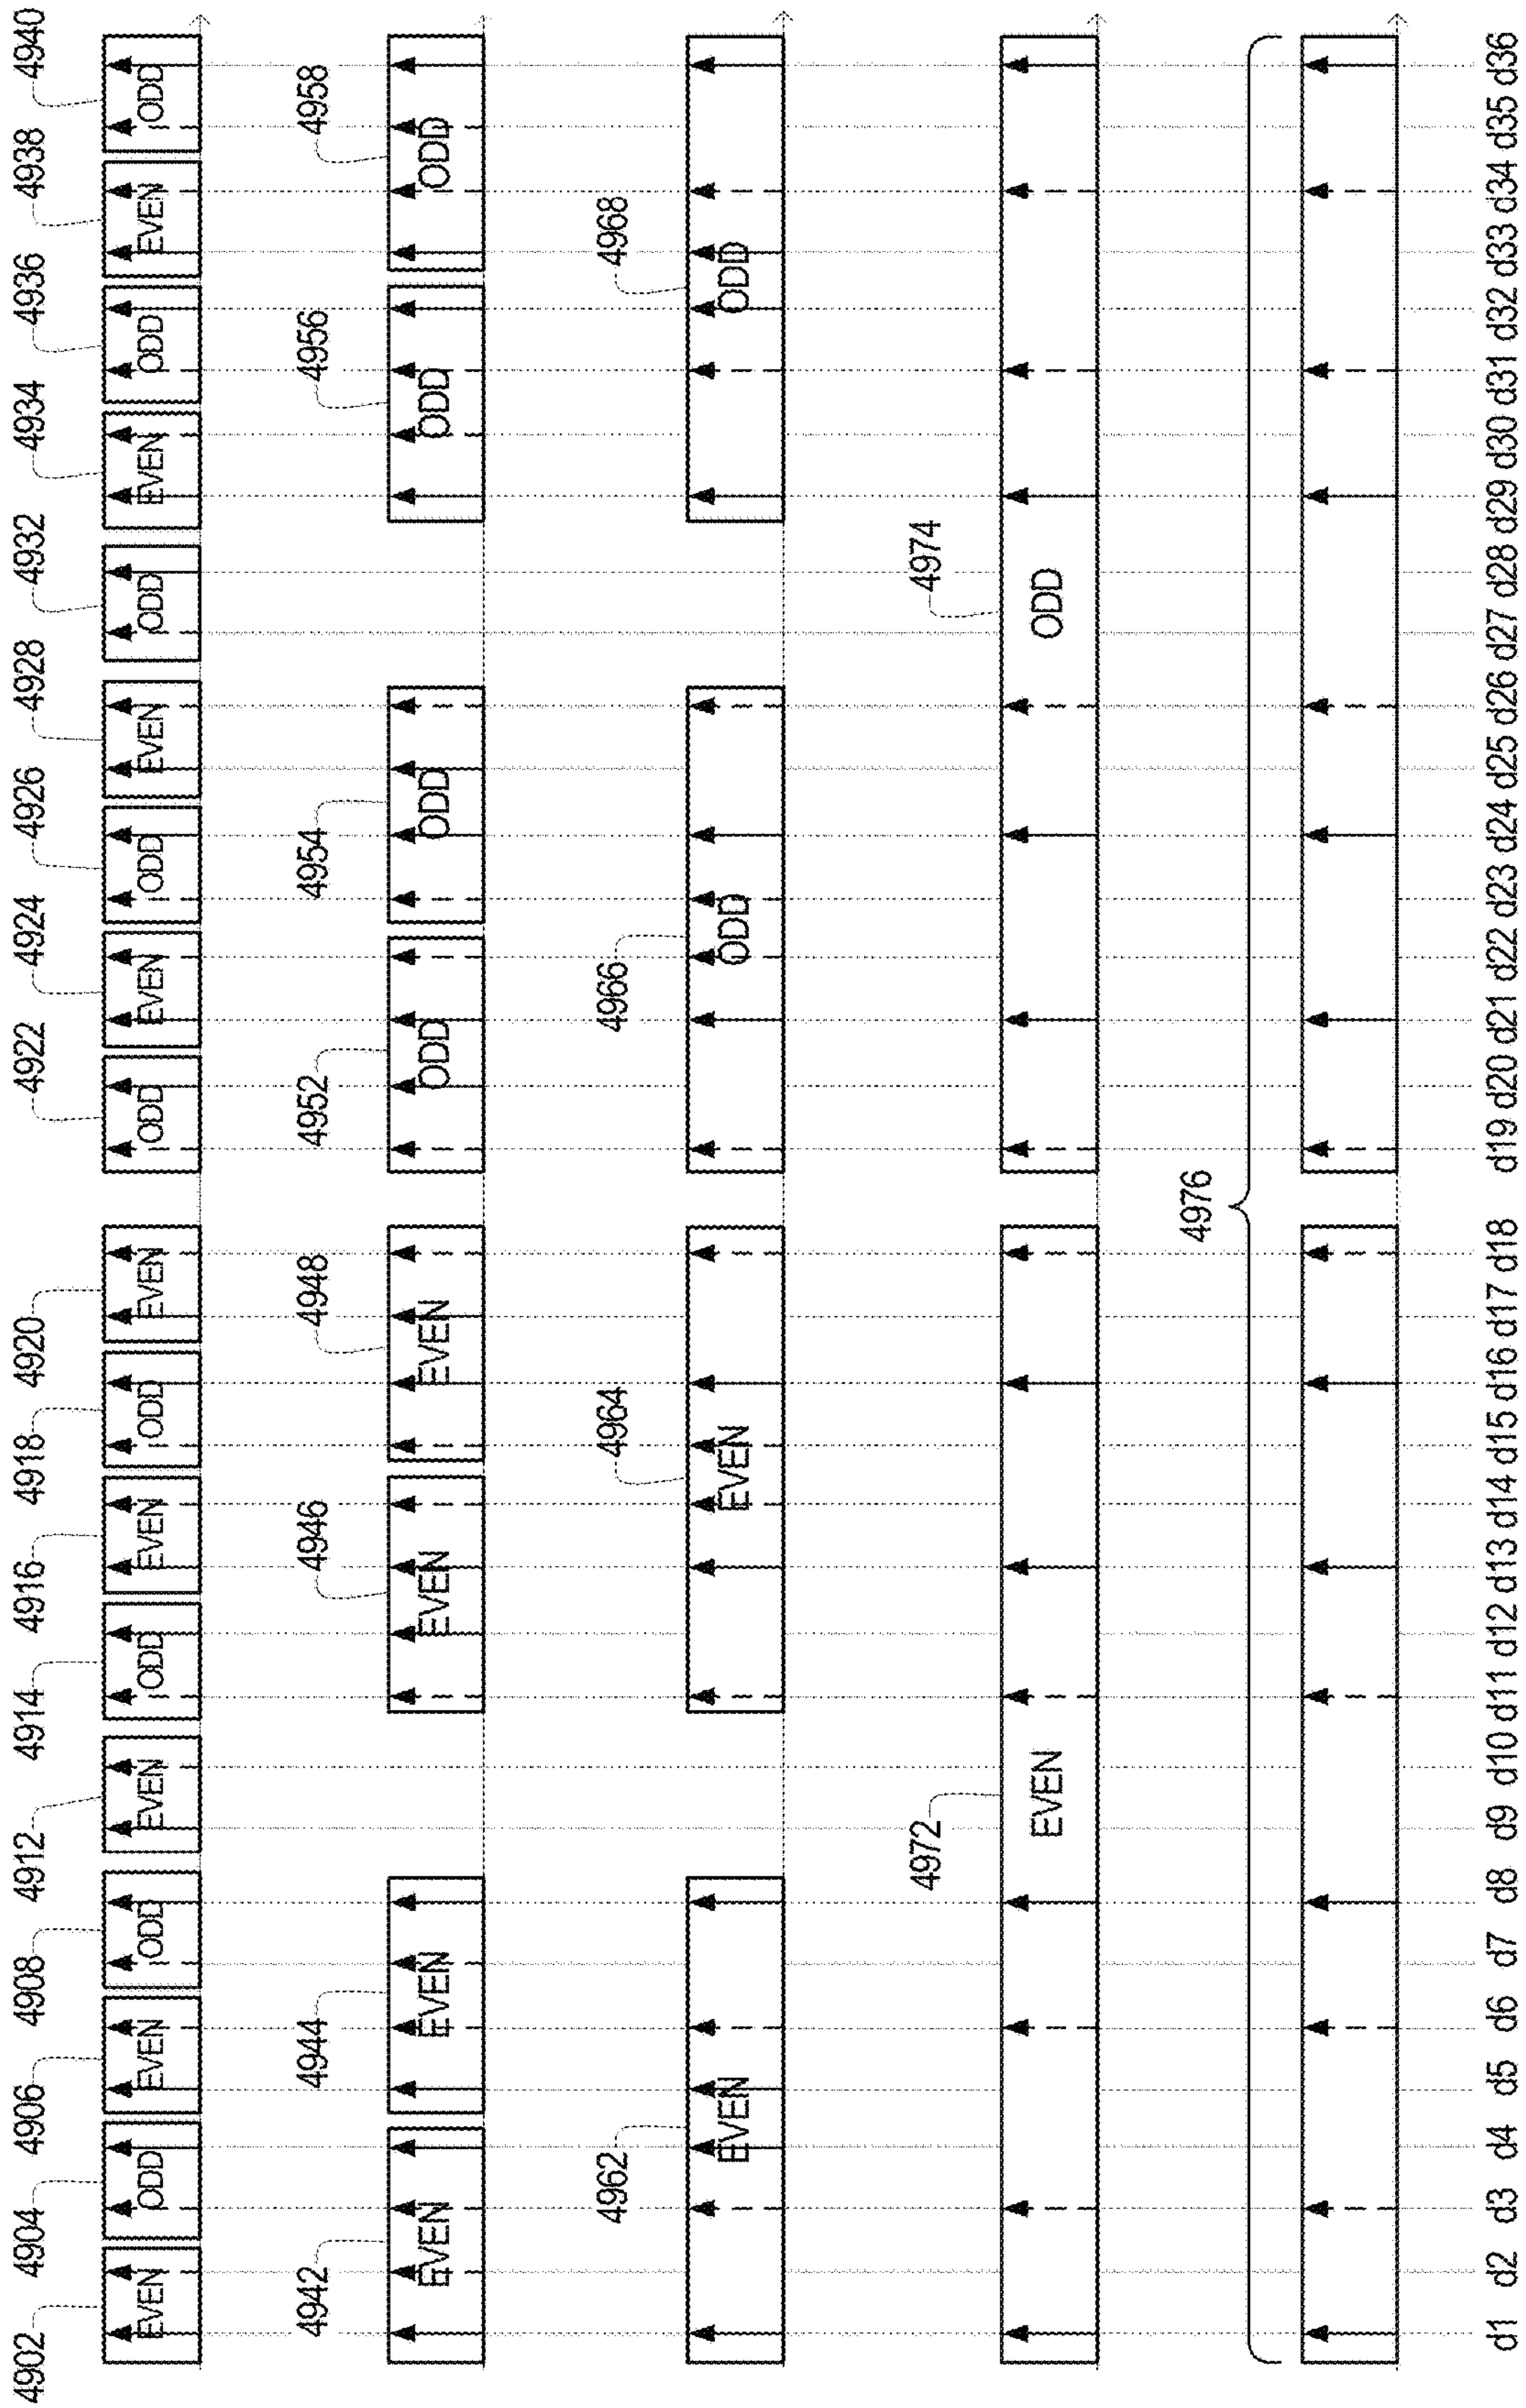 4902 4904 4906 4908 4912 4914 4916 4918 4920 4922 4924 4926 4928 4932 4934 4936 4938 4940
EVEN ODD EVEN ODD EVEN ODD EVEN ODD EVEN ODD EVEN ODD EVEN ODD EVEN ODD EVEN ODD
4942 4944 4946 4948 4952 4954 4956 4958
EVEN EVEN EVEN EVEN ODD ODD ODD ODD
4962 4964 4966 4968
EVEN EVEN ODD ODD
4972 4974
EVEN ODD
4976
d1 d2 d3 d4 d5 d6 d7 d8 d9 d10 d11 d12 d13 d14 d15 d16 d17 d18 d19 d20 d21 d22 d23 d24 d25 d26 d27 d28 d29 d30 d31 d32 d33 d34 d35 d36